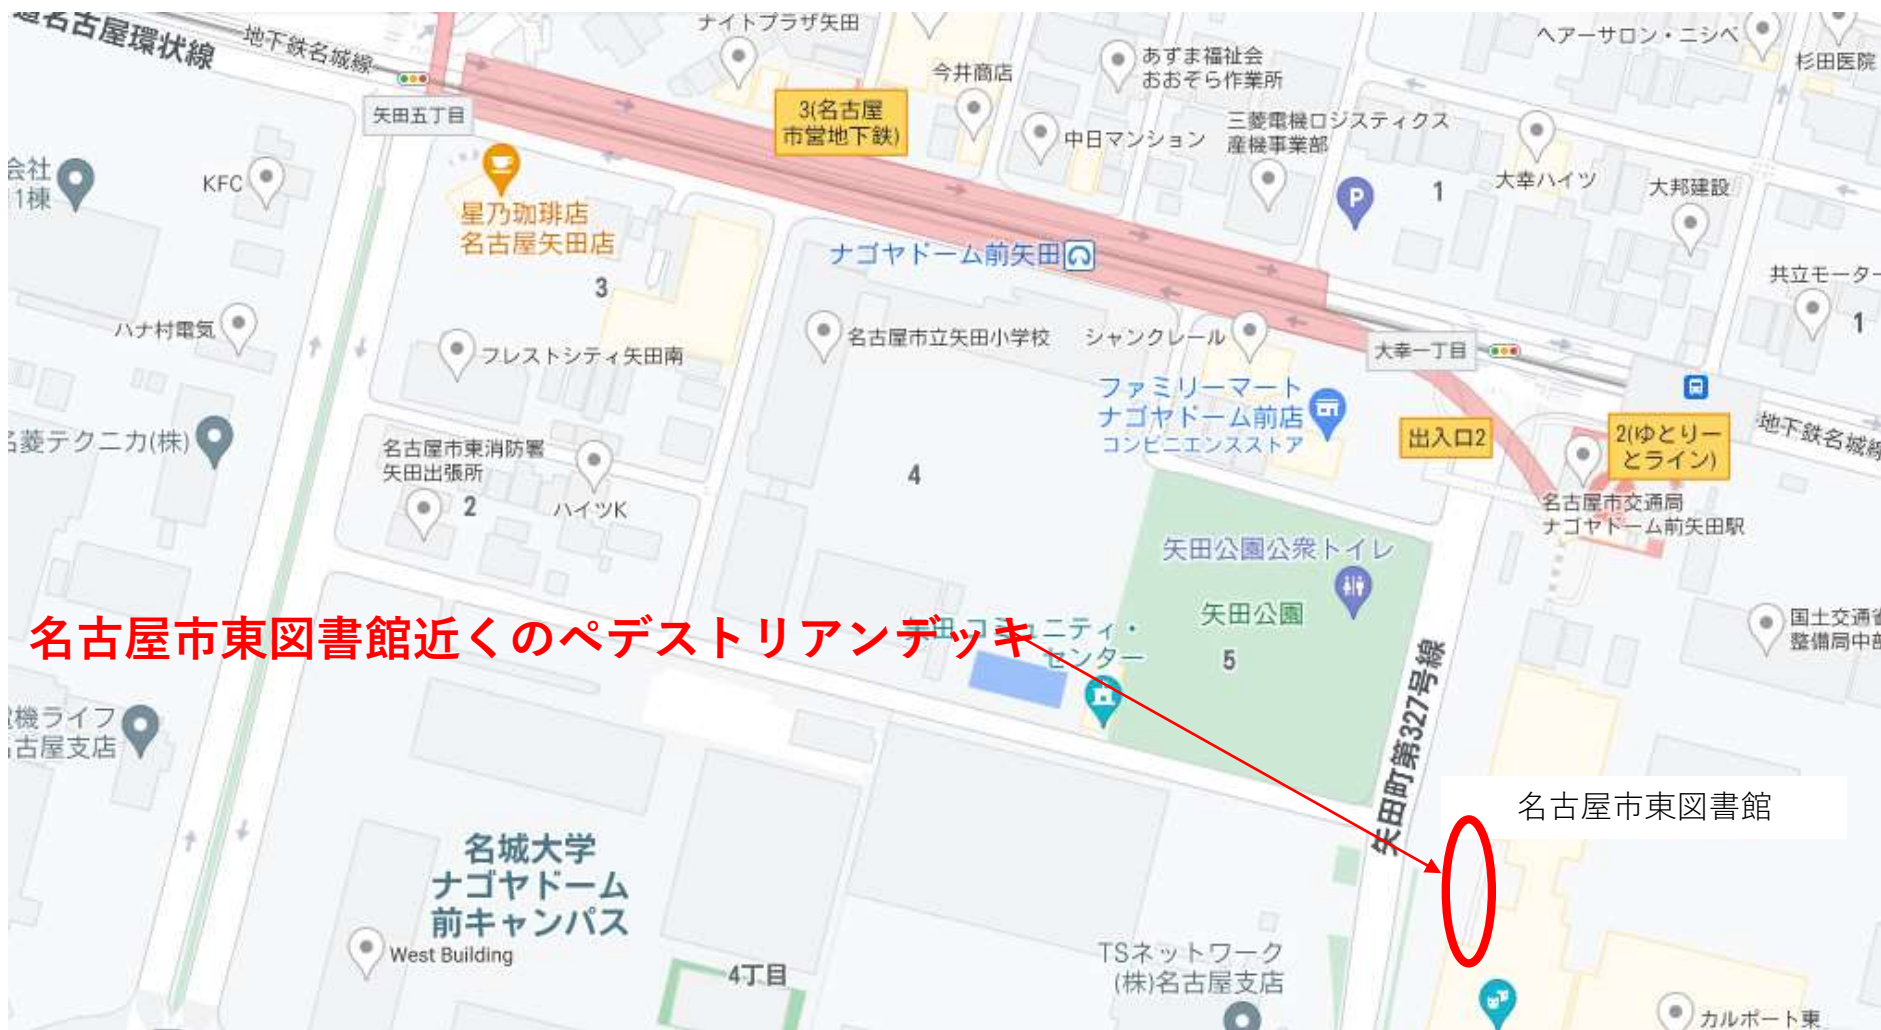 名古屋環状線
地下鉄名城線
ナイトプラザ矢田
今井商店
あずま福祉会
おおぞら作業所
ヘアーサロン・ニシベ
杉田医院
矢田五丁目
3(名古屋
市営地下鉄)
中日マンション
三菱電機ロジスティクス
産機事業部
大幸ハイツ
大邦建設
会社
1棟
KFC
星乃珈琲店
名古屋矢田店
P
1
ナゴヤドーム前矢田
共立モーター
1
3
ハナ村電気
フレストシティ矢田南
名古屋市立矢田小学校
シャンクレール
大幸一丁目
ファミリーマート
ナゴヤドーム前店
コンビニエンスストア
菱テクニカ(株)
名古屋市東消防署
矢田出張所
2
ハイツK
4
出入口2
2(ゆとりー
とライン)
地下鉄名城線
名古屋市交通局
ナゴヤドーム前矢田駅
矢田公園公衆トイレ
矢田公園
5
名古屋市東図書館近くのペデストリアンデッキ
矢田コミュニティ・
センター
国土交通省
整備局中部
矢田町第327号線
機ライフ
古屋支店
名古屋市東図書館
名城大学
ナゴヤドーム
前キャンパス
West Building
4丁目
TSネットワーク
(株)名古屋支店
カルポート東